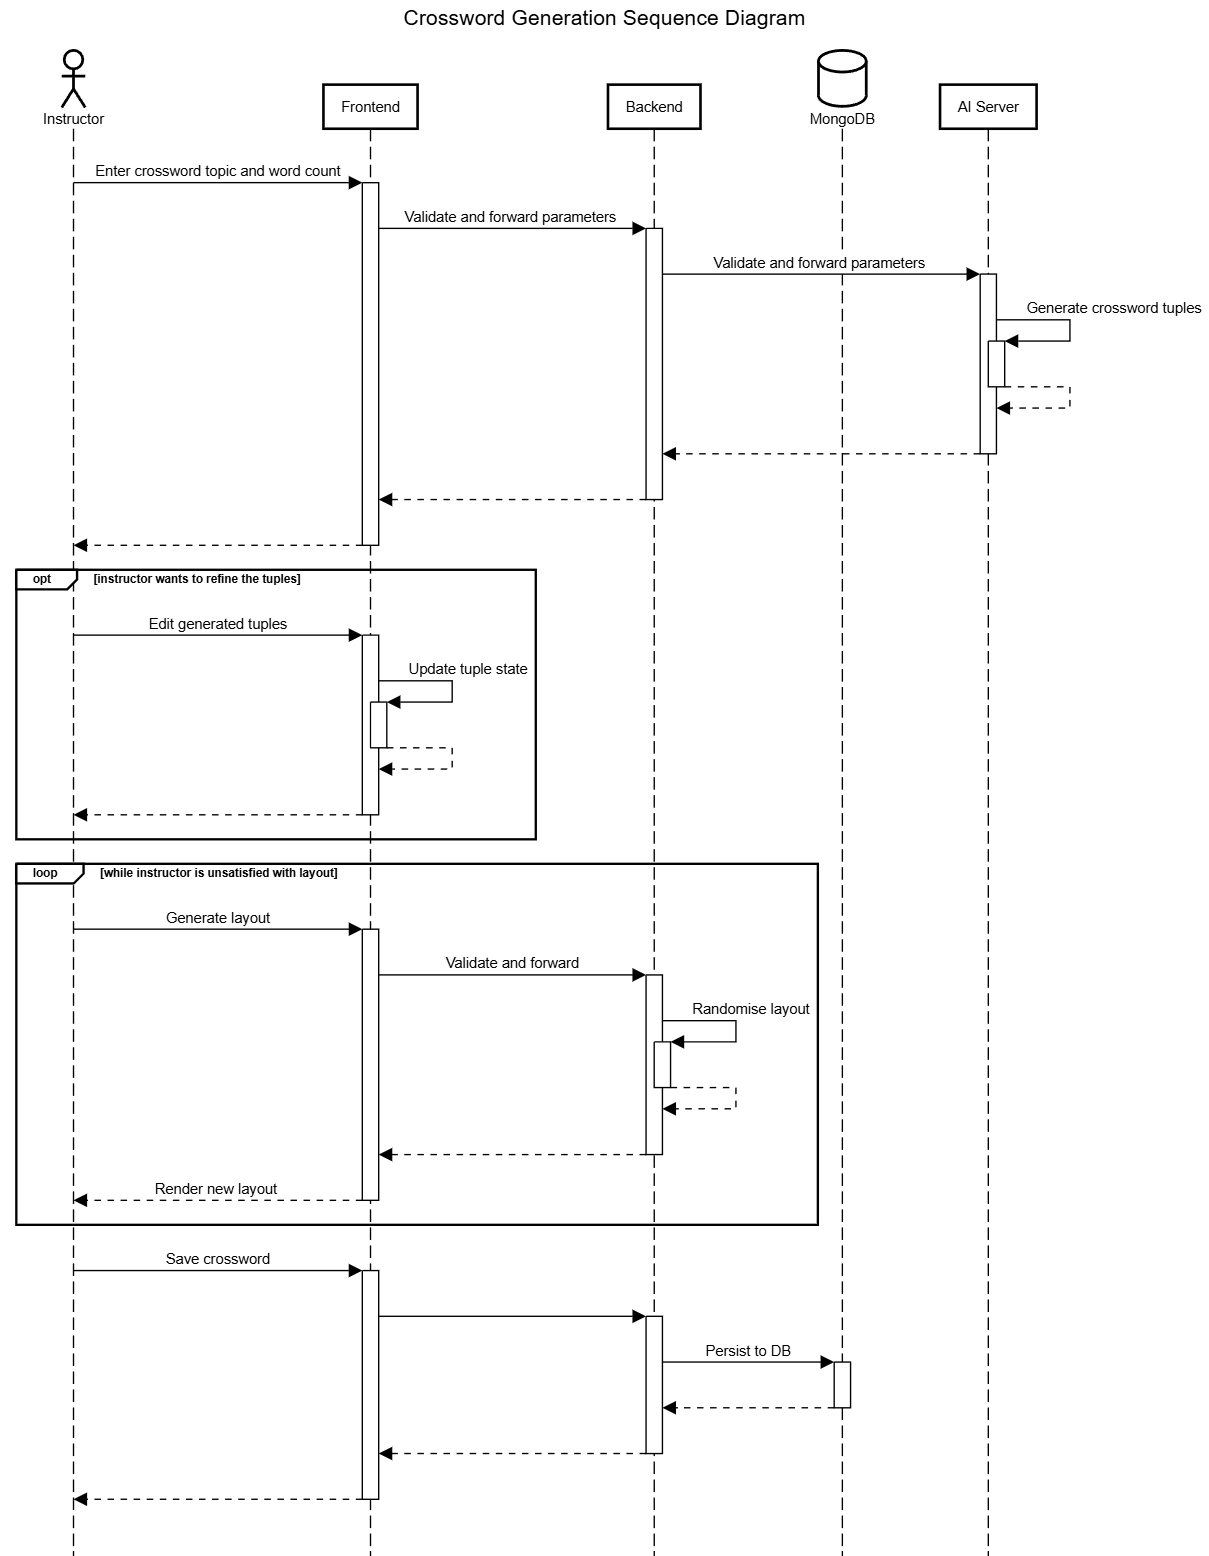 Crossword Generation Sequence Diagram
Instructor
Frontend
Backend
MongoDB
AI Server
Enter crossword topic and word count
Validate and forward parameters
Validate and forward parameters
Generate crossword tuples
opt
[instructor wants to refine the tuples]
Edit generated tuples
Update tuple state
loop
[while instructor is unsatisfied with layout]
Generate layout
Validate and forward
Randomise layout
Render new layout
Save crossword
Persist to DB